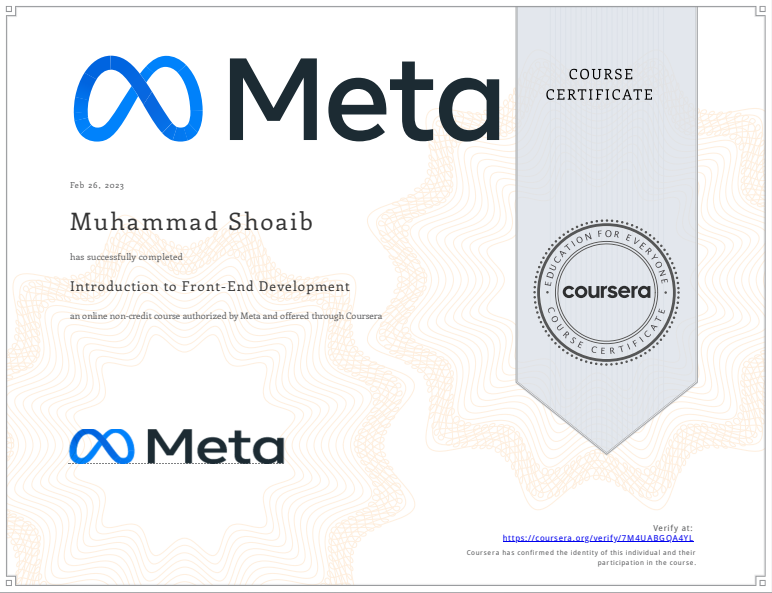 Meta
COURSE
CERTIFICATE
Feb 26, 2023
Muhammad Shoaib
has successfully completed
Introduction to Front-End Development
an online non-credit course authorized by Meta and offered through Coursera
EDUCATION FOR EVERYONE
coursera
COURSE CERTIFICATE
Meta
Verify at:
https://coursera.org/verify/7M4UABGQA4YL
Coursera has confirmed the identity of this individual and their
participation in the course.